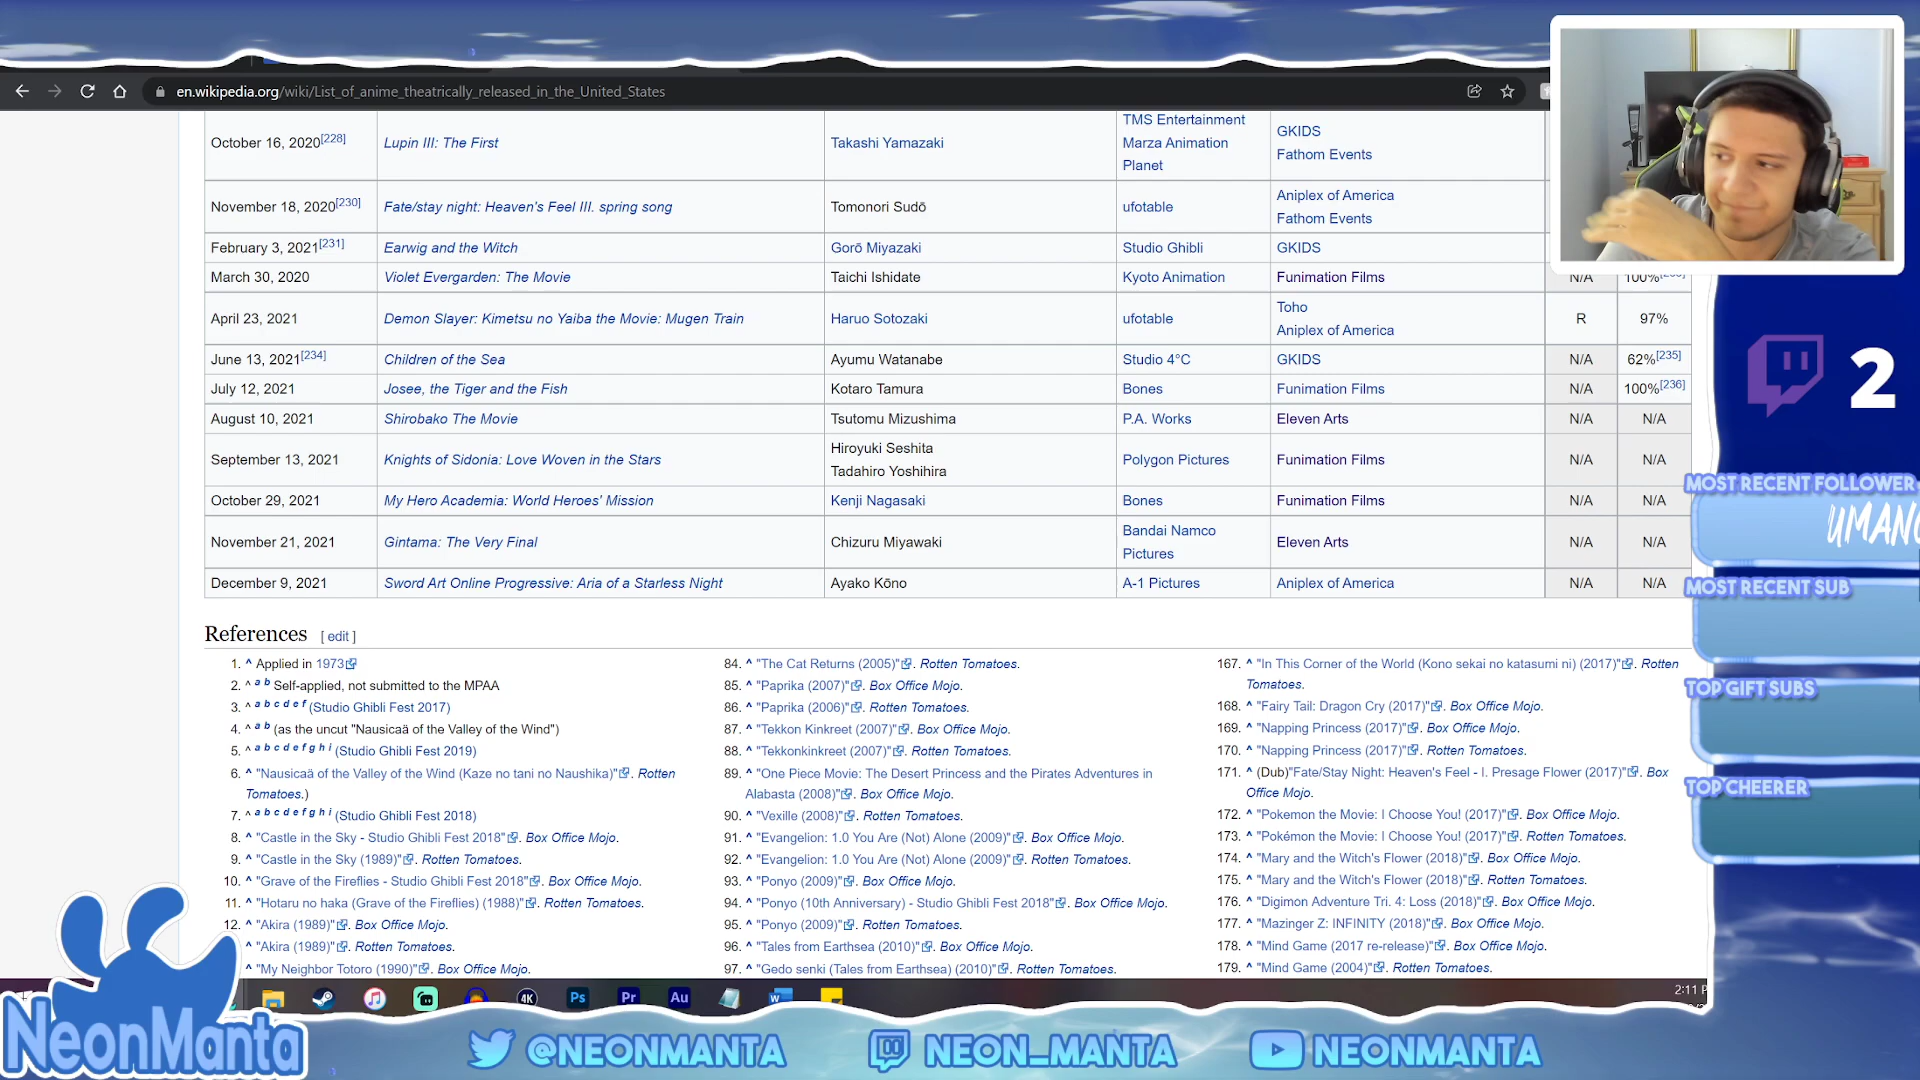 en.wikipedia.org/wiki/List_of_anime_theatrically_released_in_the_United_States
October 16, 2020[228] Lupin III: The First Takashi Yamazaki TMS Entertainment Marza Animation Planet GKIDS Fathom Events
November 18, 2020[230] Fate/stay night: Heaven's Feel III. spring song Tomonori Sudō ufotable Aniplex of America Fathom Events
February 3, 2021[231] Earwig and the Witch Gorō Miyazaki Studio Ghibli GKIDS
March 30, 2020 Violet Evergarden: The Movie Taichi Ishidate Kyoto Animation Funimation Films N/A 100%
April 23, 2021 Demon Slayer: Kimetsu no Yaiba the Movie: Mugen Train Haruo Sotozaki ufotable Toho Aniplex of America R 97%
June 13, 2021[234] Children of the Sea Ayumu Watanabe Studio 4°C GKIDS N/A 62%[235]
July 12, 2021 Josee, the Tiger and the Fish Kotaro Tamura Bones Funimation Films N/A 100%[236]
August 10, 2021 Shirobako The Movie Tsutomu Mizushima P.A. Works Eleven Arts N/A N/A
September 13, 2021 Knights of Sidonia: Love Woven in the Stars Hiroyuki Seshita Tadahiro Yoshihira Polygon Pictures Funimation Films N/A N/A
October 29, 2021 My Hero Academia: World Heroes' Mission Kenji Nagasaki Bones Funimation Films N/A N/A
November 21, 2021 Gintama: The Very Final Chizuru Miyawaki Bandai Namco Pictures Eleven Arts N/A N/A
December 9, 2021 Sword Art Online Progressive: Aria of a Starless Night Ayako Kōno A-1 Pictures Aniplex of America N/A N/A
References [ edit ]
1. ^ Applied in 1973
2. ^ a b Self-applied, not submitted to the MPAA
3. ^ a b c d e f (Studio Ghibli Fest 2017)
4. ^ a b (as the uncut "Nausicaä of the Valley of the Wind")
5. ^ a b c d e f g h i (Studio Ghibli Fest 2019)
6. ^ "Nausicaä of the Valley of the Wind (Kaze no tani no Naushika)". Rotten
Tomatoes.)
7. ^ a b c d e f g h i (Studio Ghibli Fest 2018)
8. ^ "Castle in the Sky - Studio Ghibli Fest 2018". Box Office Mojo.
9. ^ "Castle in the Sky (1989)". Rotten Tomatoes.
10. ^ "Grave of the Fireflies - Studio Ghibli Fest 2018". Box Office Mojo.
11. ^ "Hotaru no haka (Grave of the Fireflies) (1988)". Rotten Tomatoes.
12. ^ "Akira (1989)". Box Office Mojo.
^ "Akira (1989)". Rotten Tomatoes.
^ "My Neighbor Totoro (1990)". Box Office Mojo.
84. ^ "The Cat Returns (2005)". Rotten Tomatoes.
85. ^ "Paprika (2007)". Box Office Mojo.
86. ^ "Paprika (2006)". Rotten Tomatoes.
87. ^ "Tekkon Kinkreet (2007)". Box Office Mojo.
88. ^ "Tekkonkinkreet (2007)". Rotten Tomatoes.
89. ^ "One Piece Movie: The Desert Princess and the Pirates Adventures in
Alabasta (2008)". Box Office Mojo.
90. ^ "Vexille (2008)". Rotten Tomatoes.
91. ^ "Evangelion: 1.0 You Are (Not) Alone (2009)". Box Office Mojo.
92. ^ "Evangelion: 1.0 You Are (Not) Alone (2009)". Rotten Tomatoes.
93. ^ "Ponyo (2009)". Box Office Mojo.
94. ^ "Ponyo (10th Anniversary) - Studio Ghibli Fest 2018". Box Office Mojo.
95. ^ "Ponyo (2009)". Rotten Tomatoes.
96. ^ "Tales from Earthsea (2010)". Box Office Mojo.
97. ^ "Gedo senki (Tales from Earthsea) (2010)". Rotten Tomatoes.
167. ^ "In This Corner of the World (Kono sekai no katasumi ni) (2017)". Rotten
Tomatoes.
168. ^ "Fairy Tail: Dragon Cry (2017)". Box Office Mojo.
169. ^ "Napping Princess (2017)". Box Office Mojo.
170. ^ "Napping Princess (2017)". Rotten Tomatoes.
171. ^ (Dub)"Fate/Stay Night: Heaven's Feel - I. Presage Flower (2017)". Box
Office Mojo.
172. ^ "Pokemon the Movie: I Choose You! (2017)". Box Office Mojo.
173. ^ "Pokémon the Movie: I Choose You! (2017)". Rotten Tomatoes.
174. ^ "Mary and the Witch's Flower (2018)". Box Office Mojo.
175. ^ "Mary and the Witch's Flower (2018)". Rotten Tomatoes.
176. ^ "Digimon Adventure Tri. 4: Loss (2018)". Box Office Mojo.
177. ^ "Mazinger Z: INFINITY (2018)". Box Office Mojo.
178. ^ "Mind Game (2017 re-release)". Box Office Mojo.
179. ^ "Mind Game (2004)". Rotten Tomatoes.
2
MOST RECENT FOLLOWER
UMANO
MOST RECENT SUB
TOP GIFT SUBS
TOP CHEERER
4K Ps Pr Au W
2:11 P
NeonManta
@NEONMANTA NEON_MANTA NEONMANTA